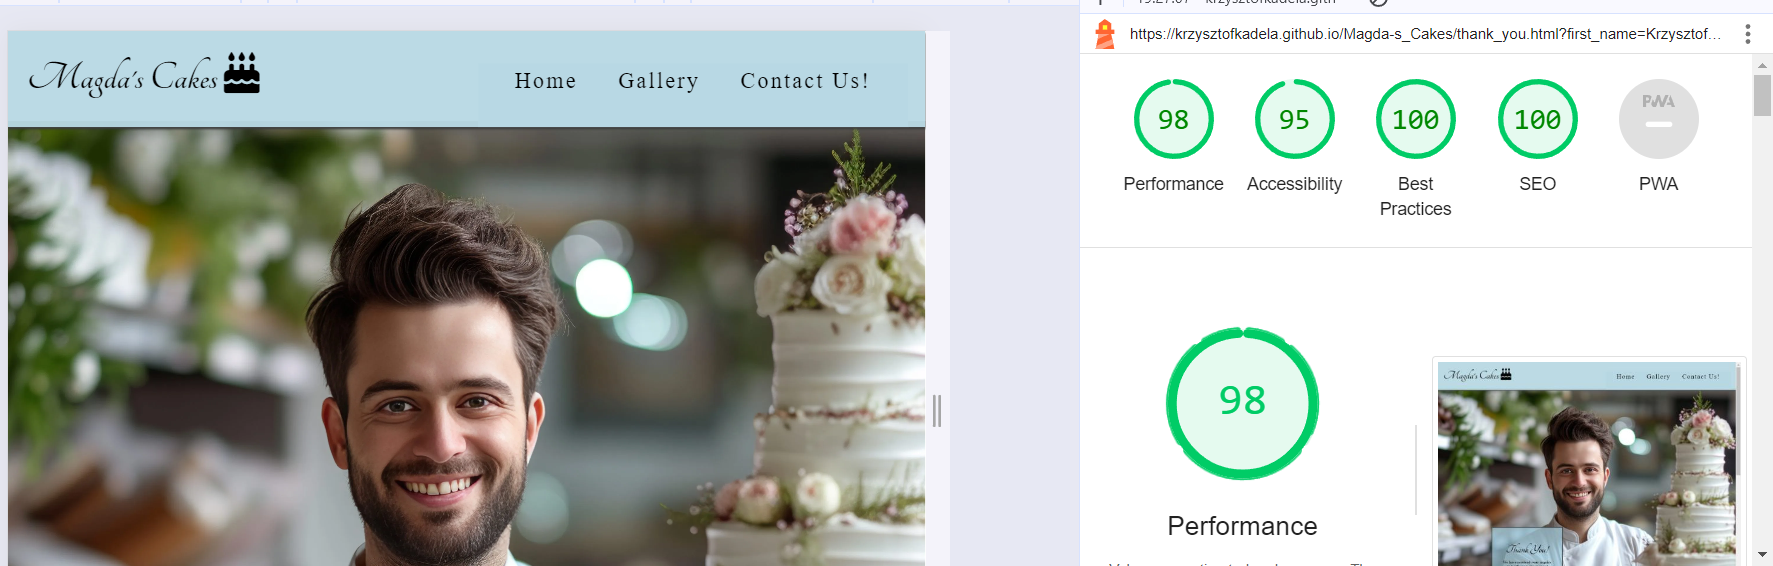 Magda's Cakes
Home Gallery Contact Us!
https://krzysztofkadela.github.io/Magda-s_Cakes/thank_you.html?first_name=Krzysztof...
98
95
100
100
PWA
Performance
Accessibility
Best
Practices
SEO
PWA
98
Performance
Magda's Cakes
Home Gallery Contact Us!
Thank You!